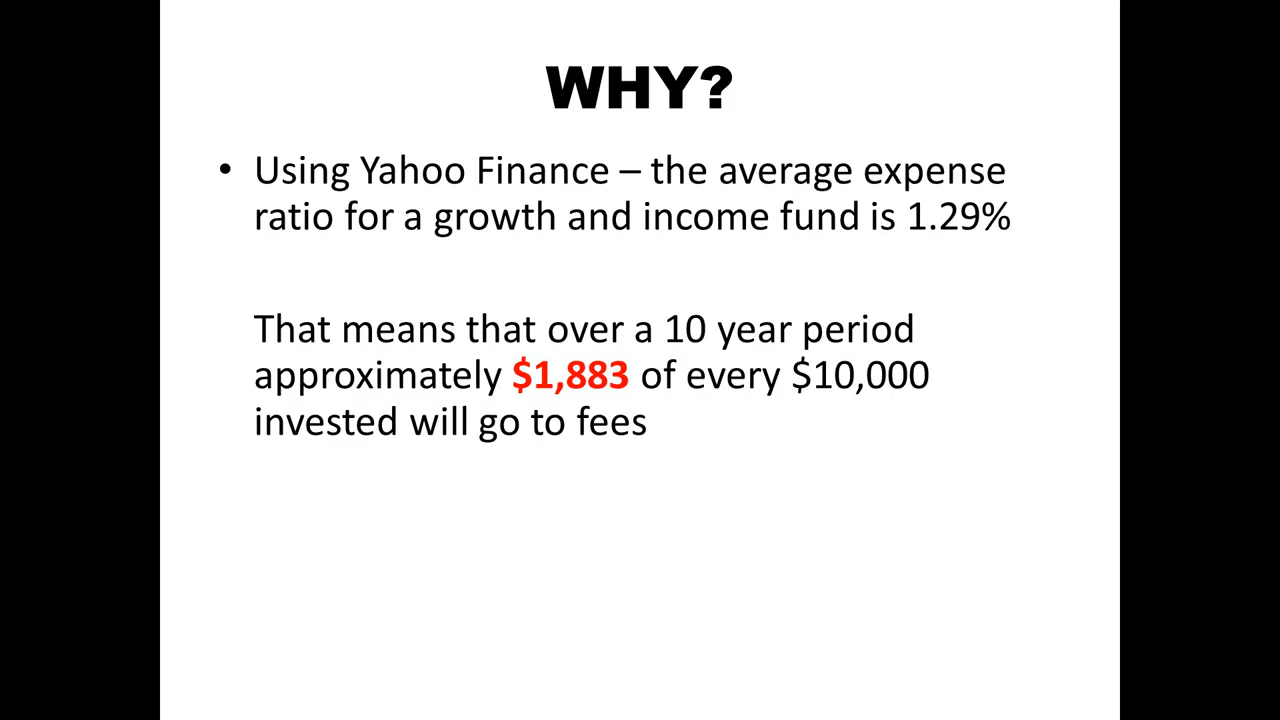 WHY?
• Using Yahoo Finance – the average expense
ratio for a growth and income fund is 1.29%
That means that over a 10 year period
approximately $1,883 of every $10,000
invested will go to fees